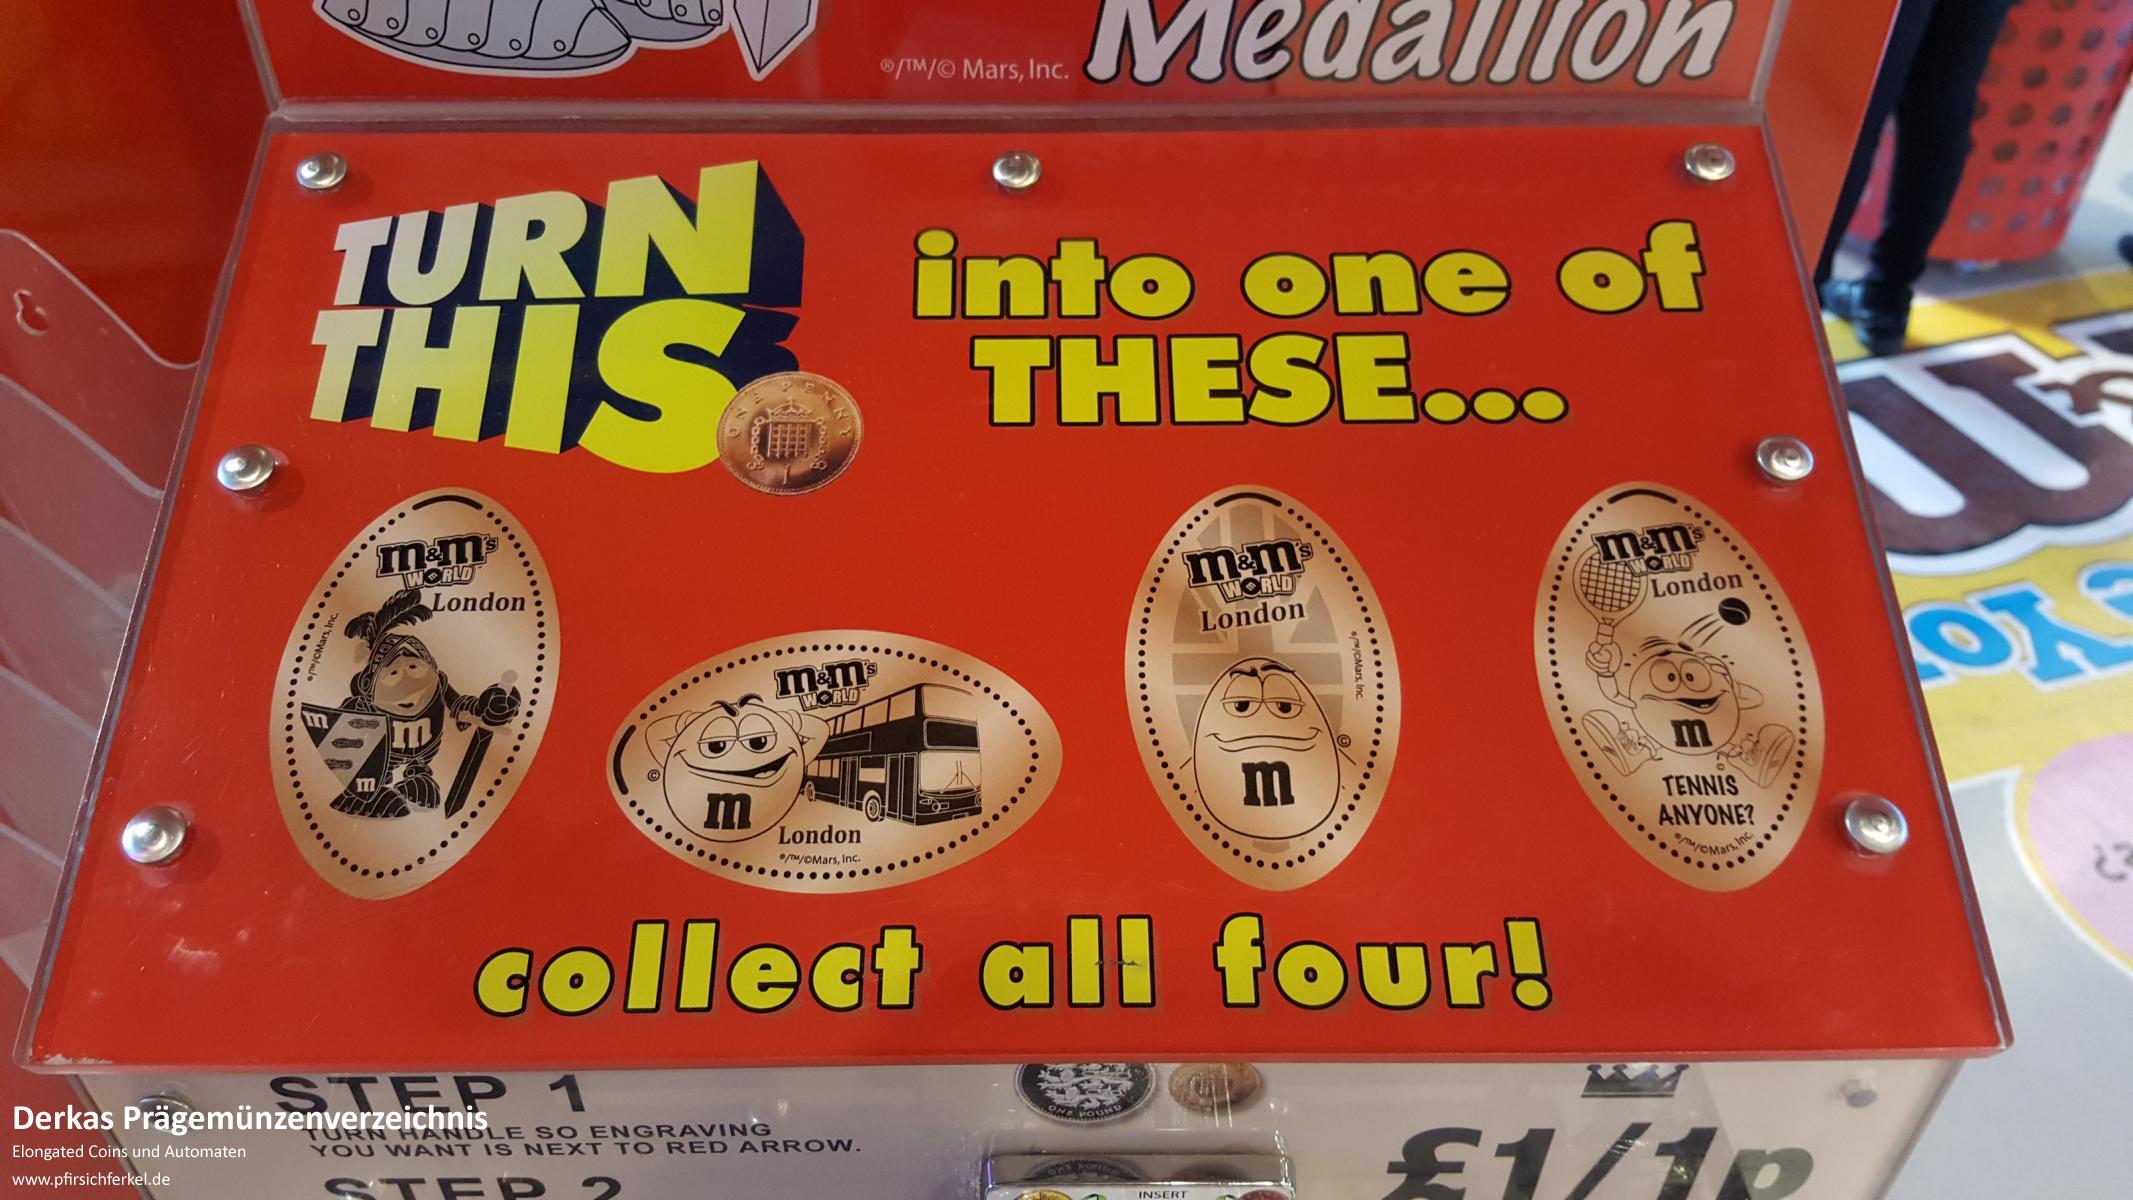 Medallion
®/™/© Mars, Inc.
TURN
THIS
into one of
THESE...
ONE PENNY
1
m&m's
WORLD
London
®/™/©Mars, Inc.
m
m
m
m&m's
WORLD
m
London
©
®/™/©Mars, Inc.
m&m's
WORLD
London
®/™/©Mars, Inc.
©
m
m&m's
WORLD
London
m
©
TENNIS
ANYONE?
®/™/©Mars, Inc.
collect all four!
STEP 1
TURN HANDLE SO ENGRAVING
YOU WANT IS NEXT TO RED ARROW.
STEP 2
ONE POUND
INSERT
£1/1p
Derkas Prägemünzenverzeichnis
Elongated Coins und Automaten
www.pfirsichferkel.de